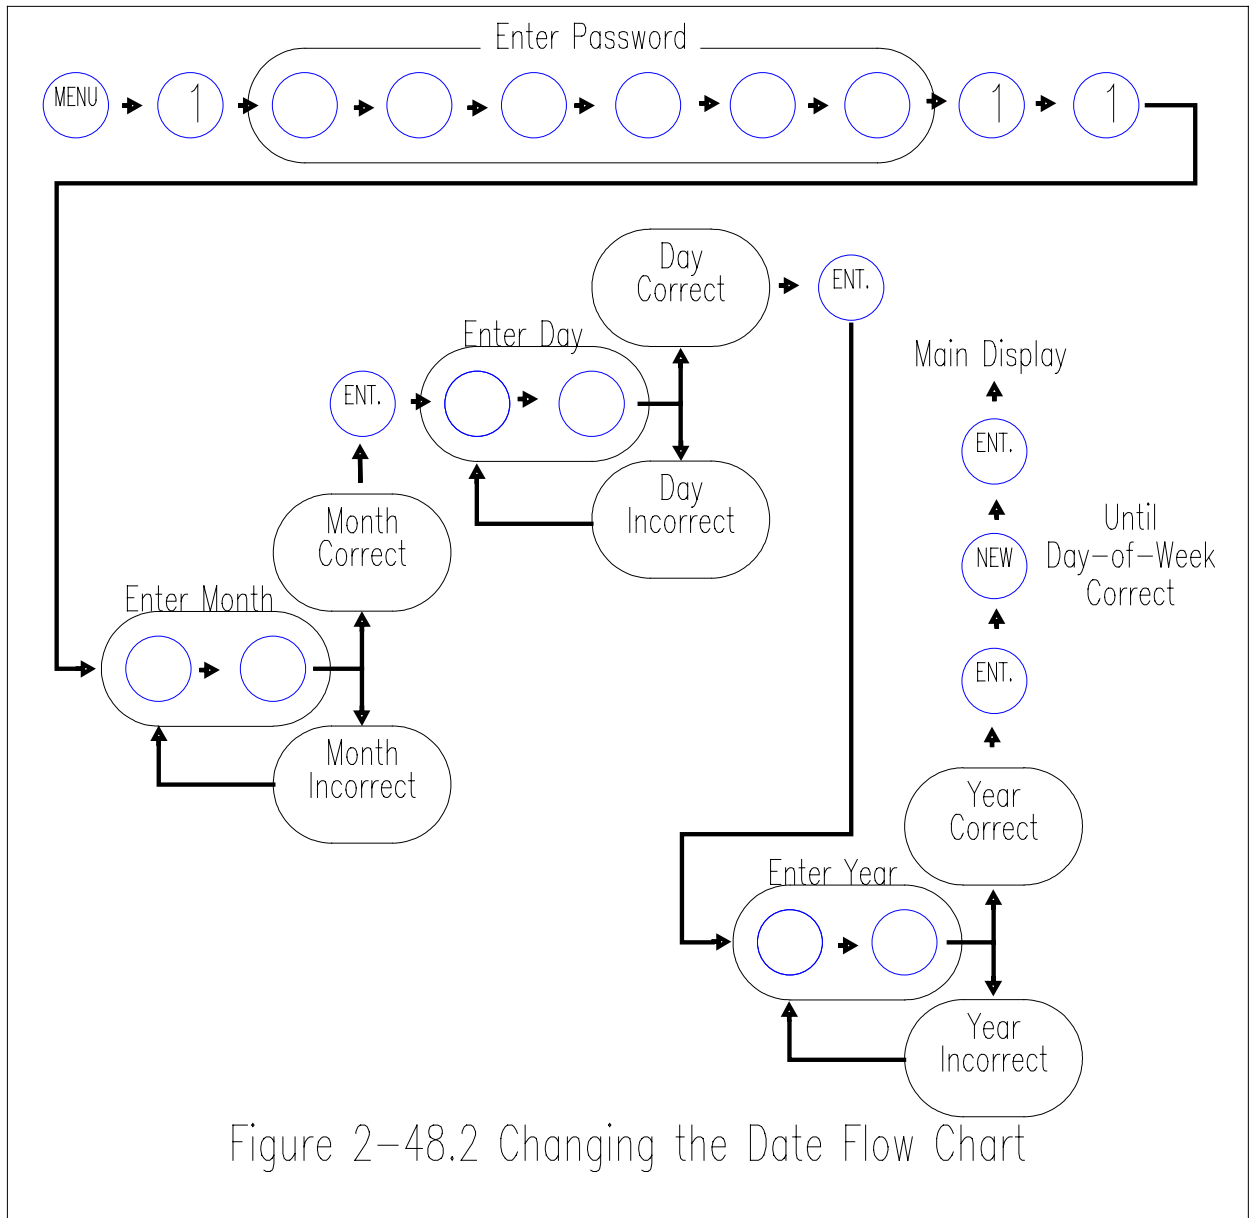 Enter Password
MENU
1
1
1
Day
Correct
ENT.
Enter Day
Main Display
ENT.
ENT.
Day
Incorrect
Month
Correct
Until
Day-of-Week
Correct
NEW
Enter Month
ENT.
Month
Incorrect
Year
Correct
Enter Year
Year
Incorrect
Figure 2-48.2 Changing the Date Flow Chart